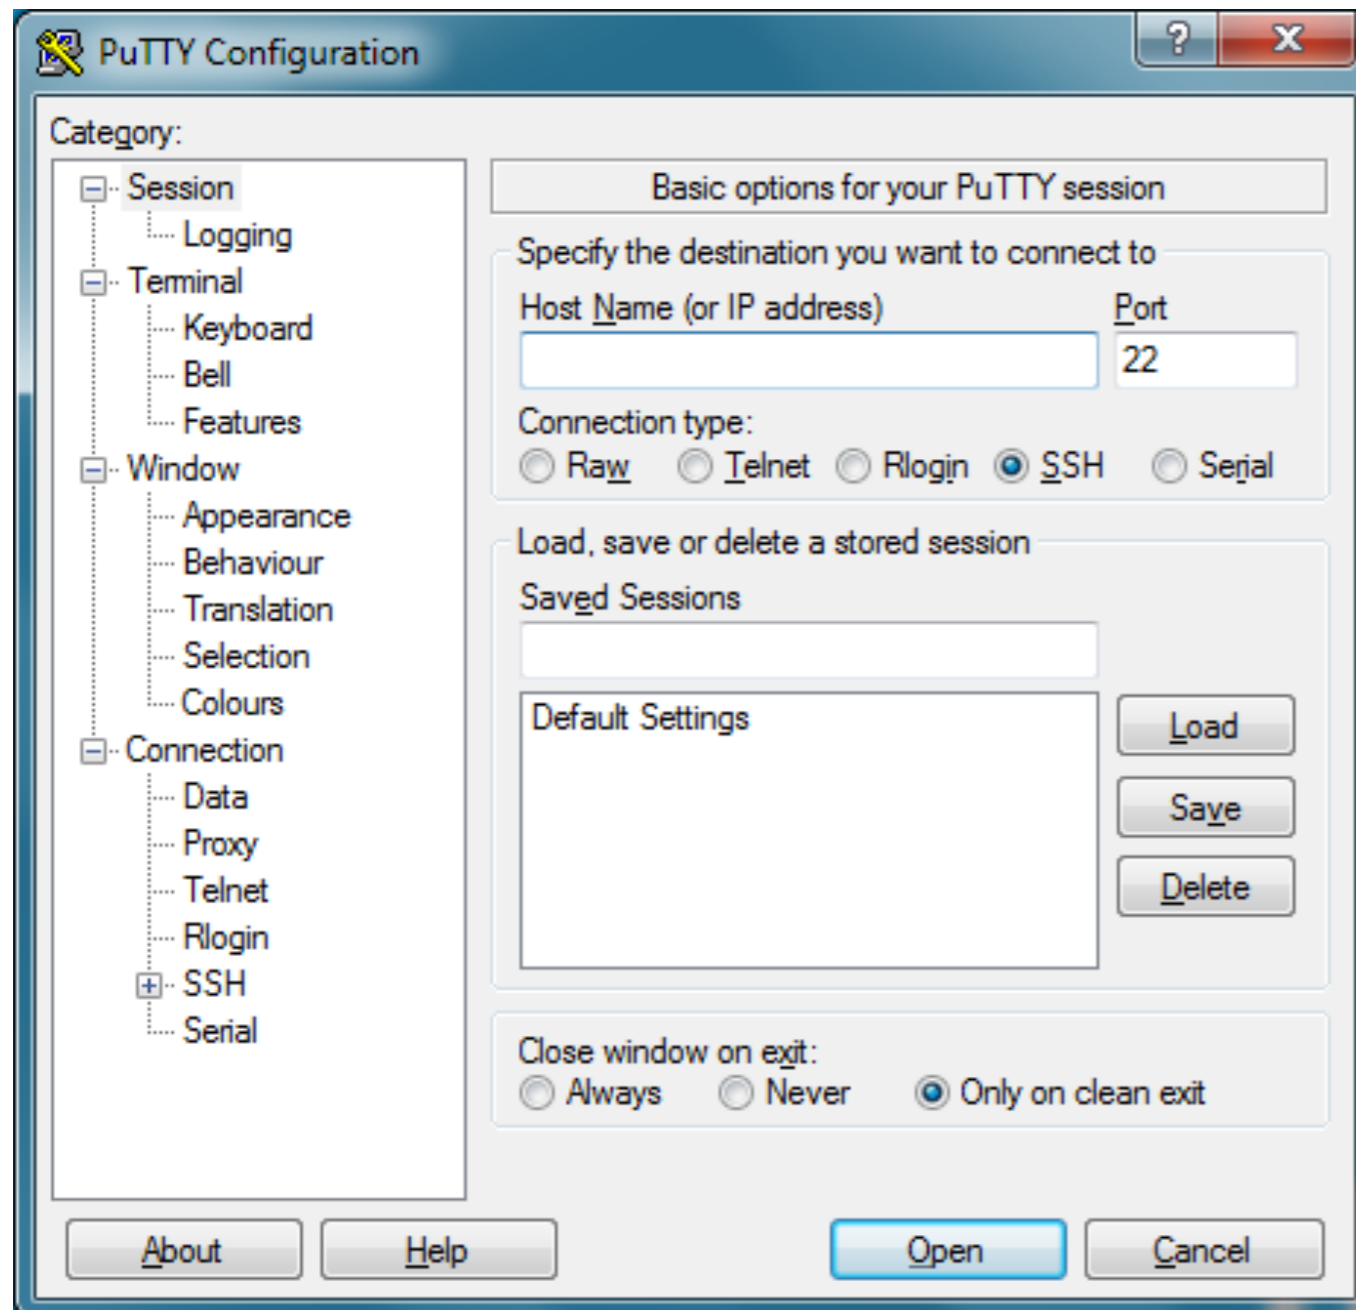 PuTTY Configuration
? X
Category:
Session
Logging
Terminal
Keyboard
Bell
Features
Window
Appearance
Behaviour
Translation
Selection
Colours
Connection
Data
Proxy
Telnet
Rlogin
SSH
Serial
Basic options for your PuTTY session
Specify the destination you want to connect to
Host Name (or IP address) Port
22
Connection type:
Raw Telnet Rlogin SSH Serial
Load, save or delete a stored session
Saved Sessions
Default Settings
Load
Save
Delete
Close window on exit:
Always Never Only on clean exit
About Help Open Cancel